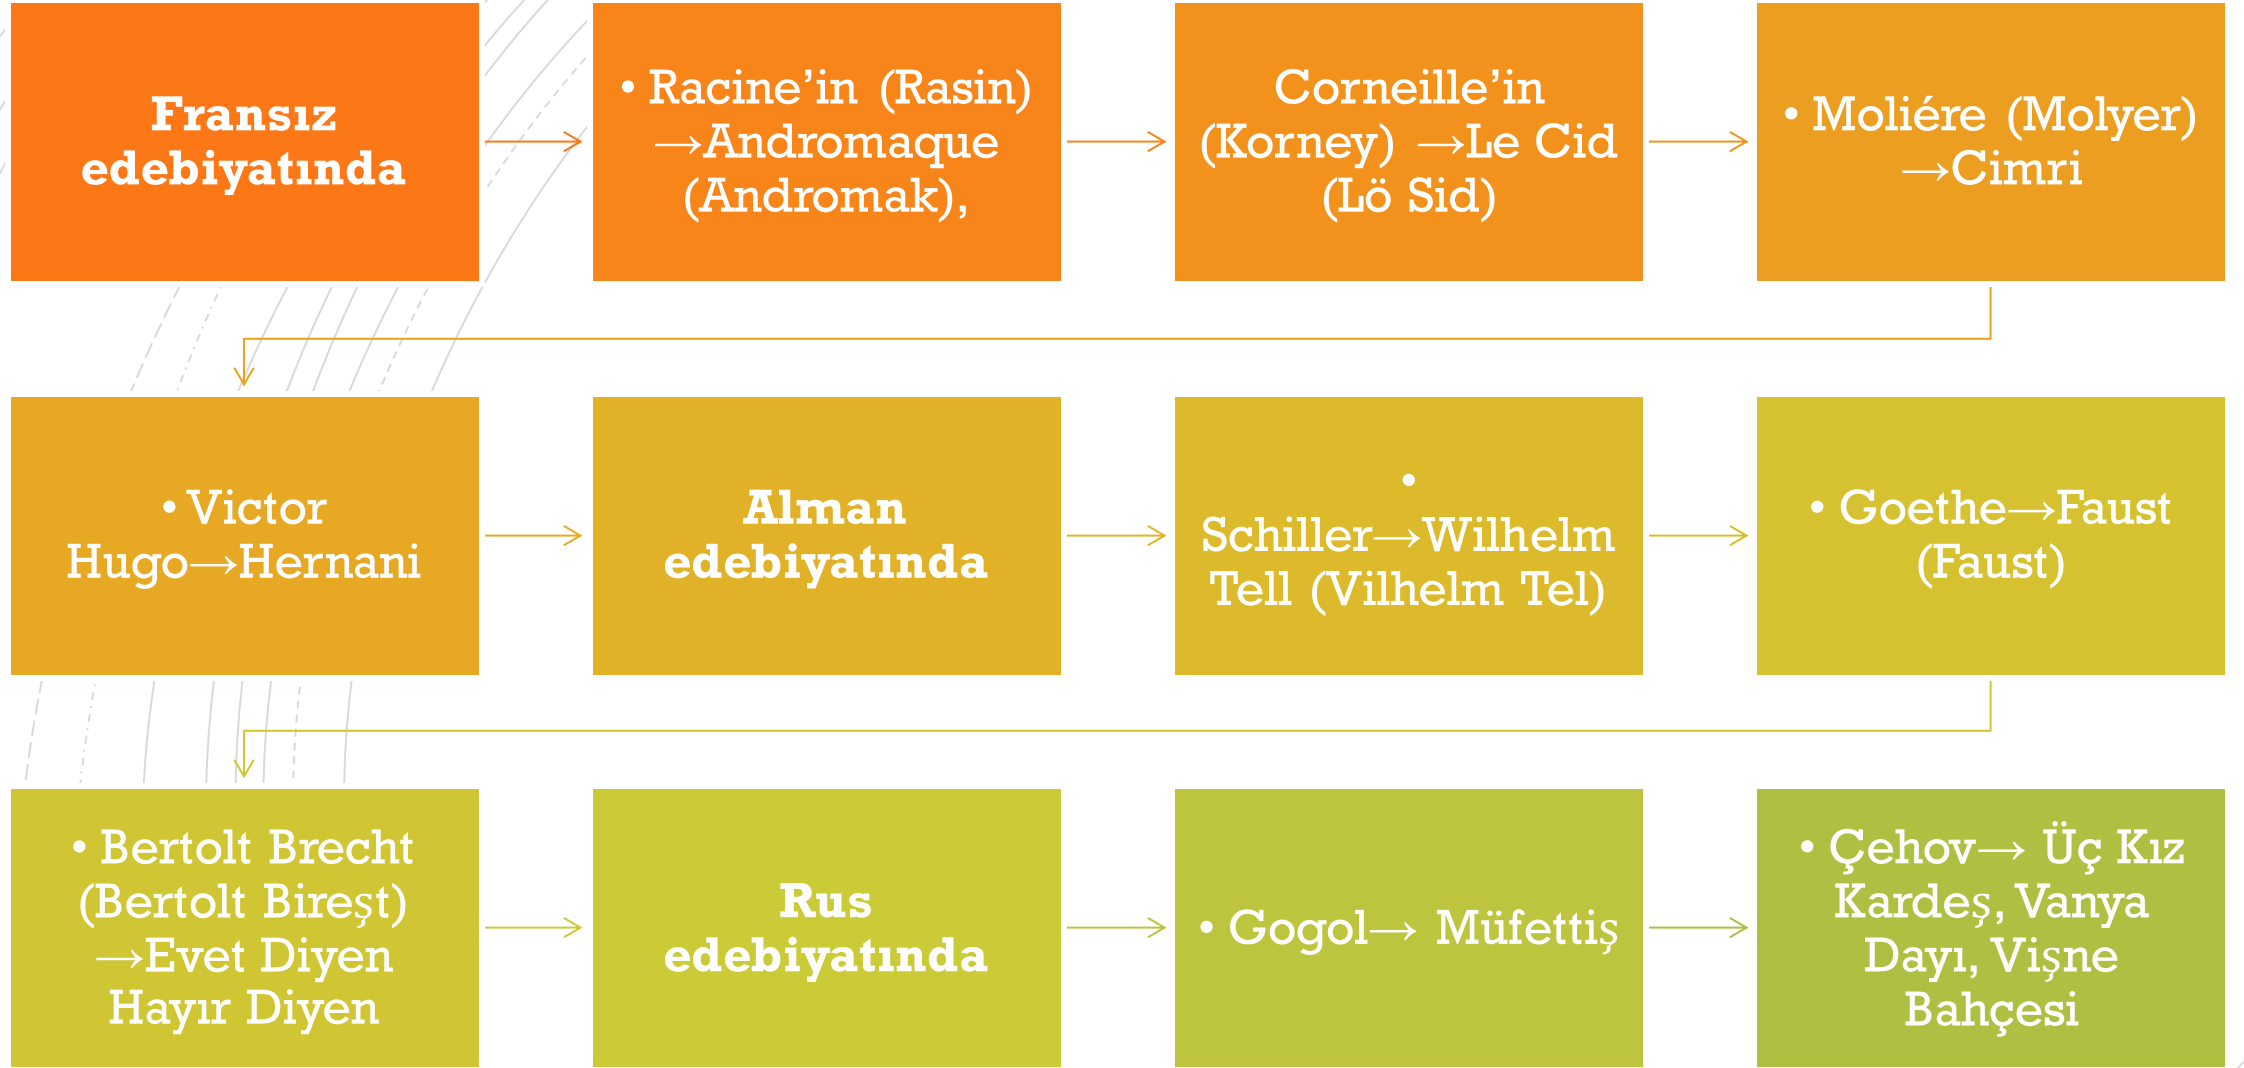 Fransız
edebiyatında
• Racine’in (Rasin)
→Andromaque
(Andromak),
Corneille’in
(Korney) →Le Cid
(Lö Sid)
• Moliére (Molyer)
→Cimri
• Victor
Hugo→Hernani
Alman
edebiyatında
•
Schiller→Wilhelm
Tell (Vilhelm Tel)
• Goethe→Faust
(Faust)
• Bertolt Brecht
(Bertolt Bireşt)
→Evet Diyen
Hayır Diyen
Rus
edebiyatında
• Gogol→ Müfettiş
• Çehov→ Üç Kız
Kardeş, Vanya
Dayı, Vişne
Bahçesi